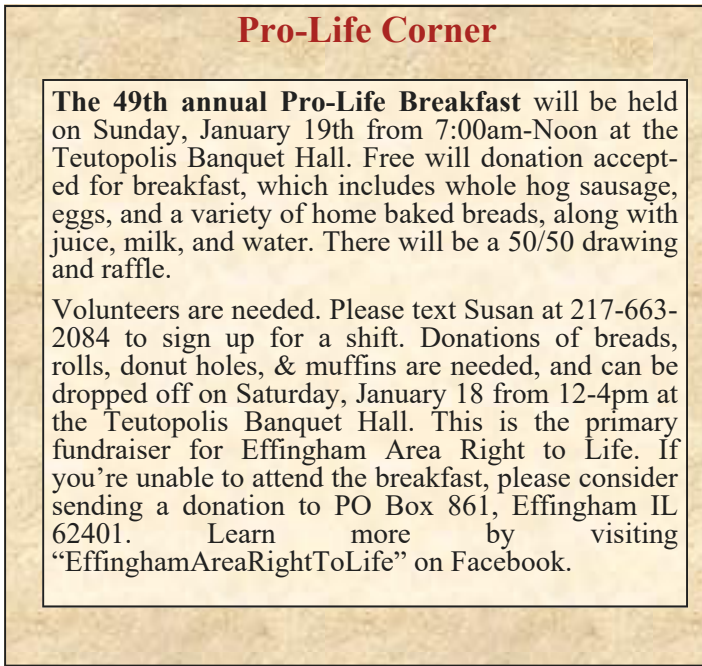 Pro-Life Corner
The 49th annual Pro-Life Breakfast will be held
on Sunday, January 19th from 7:00am-Noon at the
Teutopolis Banquet Hall. Free will donation accept-
ed for breakfast, which includes whole hog sausage,
eggs, and a variety of home baked breads, along with
juice, milk, and water. There will be a 50/50 drawing
and raffle.
Volunteers are needed. Please text Susan at 217-663-
2084 to sign up for a shift. Donations of breads,
rolls, donut holes, & muffins are needed, and can be
dropped off on Saturday, January 18 from 12-4pm at
the Teutopolis Banquet Hall. This is the primary
fundraiser for Effingham Area Right to Life. If
you’re unable to attend the breakfast, please consider
sending a donation to PO Box 861, Effingham IL
62401. Learn more by visiting
“EffinghamAreaRightToLife” on Facebook.